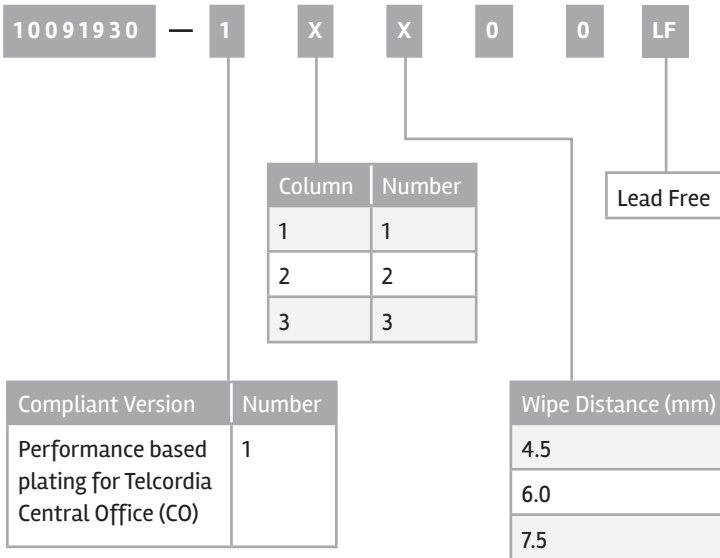 10091930 — 1 X X 0 0 LF
Column Number
1 1
2 2
3 3
Lead Free
Compliant Version Number
Performance based 1
plating for Telcordia
Central Office (CO)
Wipe Distance (mm)
4.5
6.0
7.5